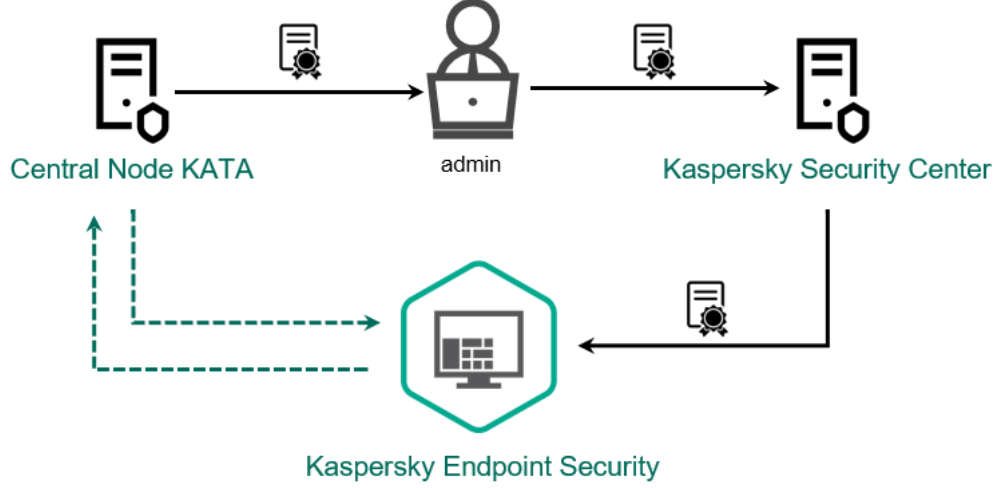 Central Node KATA
admin
Kaspersky Security Center
Kaspersky Endpoint Security